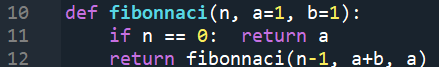 10 def fibonnaci(n, a=1, b=1):
11     if n == 0:  return a
12     return fibonnaci(n-1, a+b, a)